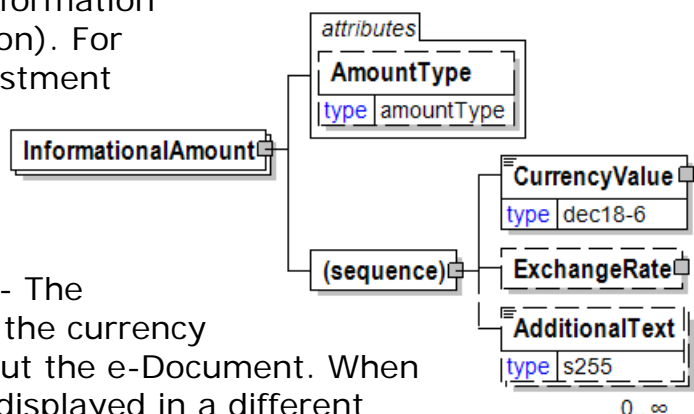 formation
on). For
stment
attributes
AmountType
type amountType
InformationalAmount
CurrencyValue
type dec18-6
(sequence)
ExchangeRate
- The
the currency
AdditionalText
ut the e-Document. When
type s255
displayed in a different
0 ∞